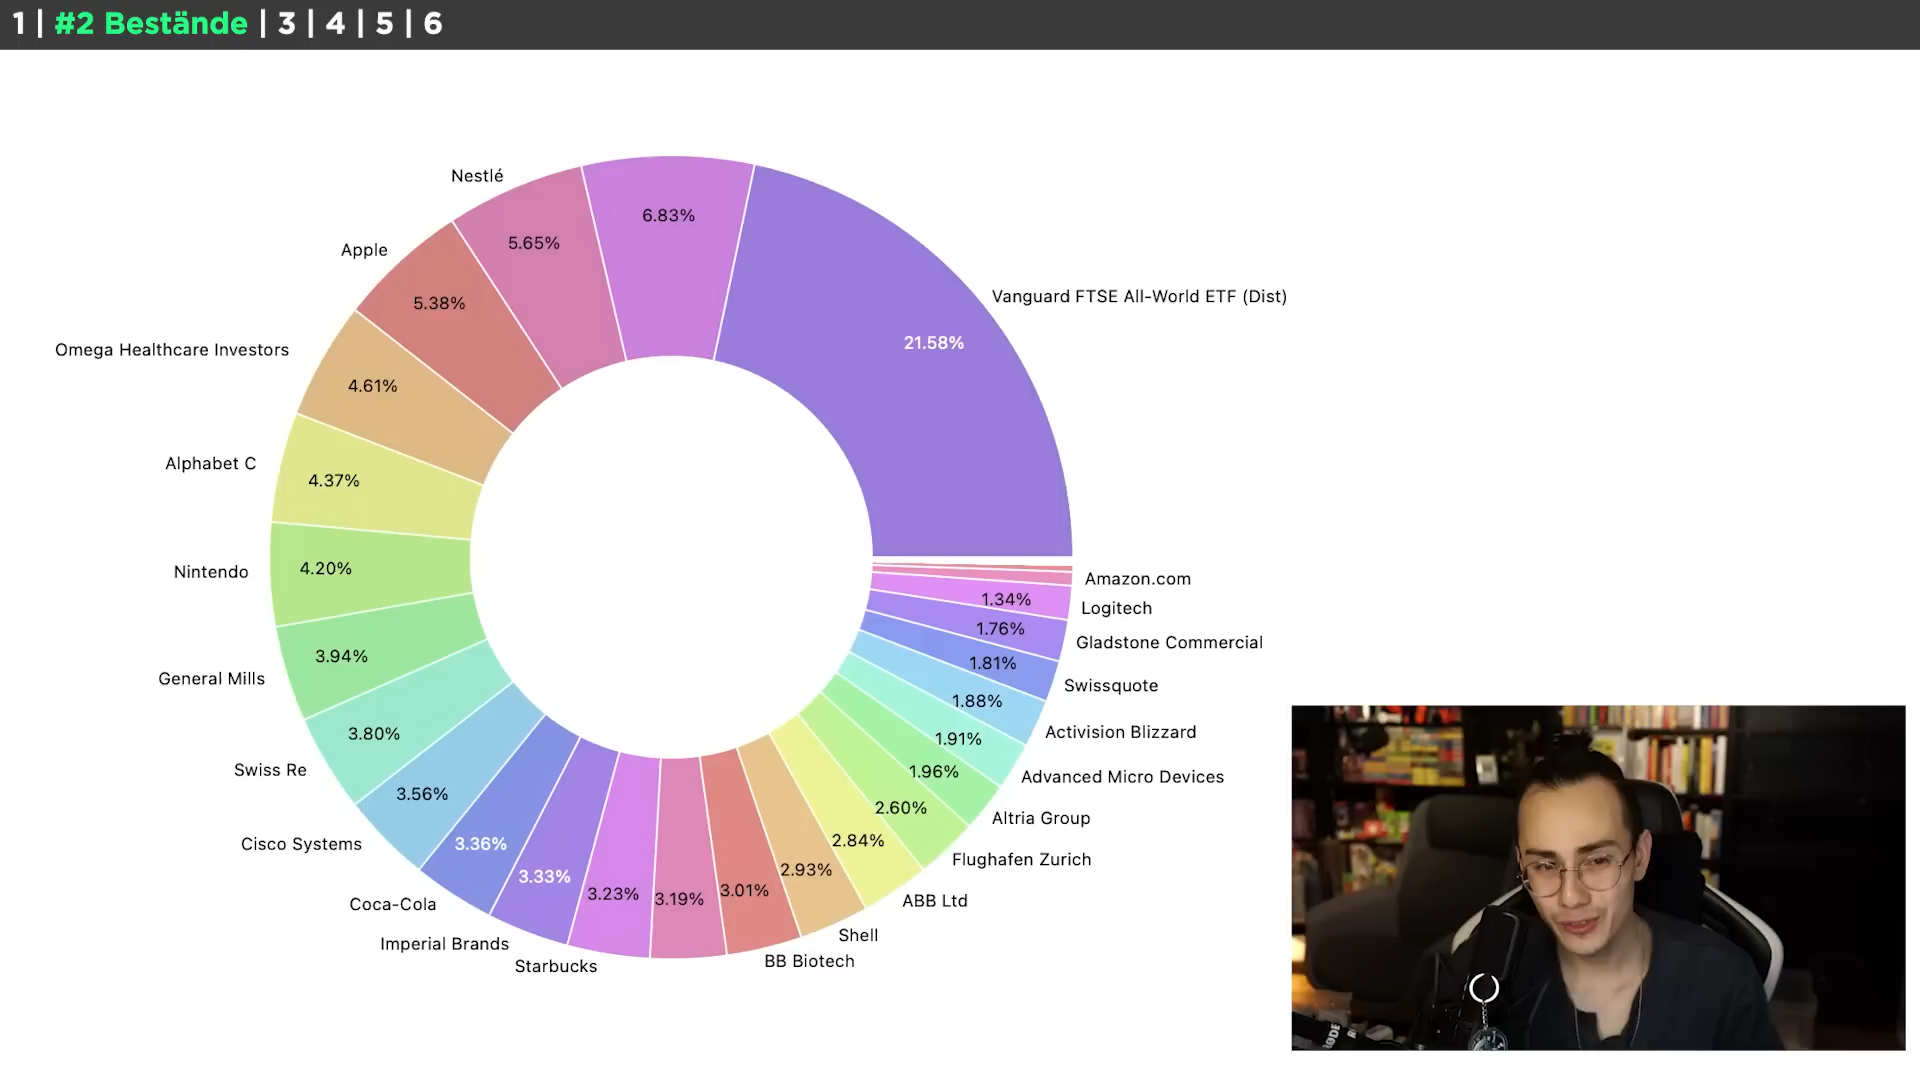 1 | #2 Bestände | 3 | 4 | 5 | 6
Nestlé
6.83%
5.65%
Apple
5.38%
Vanguard FTSE All-World ETF (Dist)
21.58%
Omega Healthcare Investors
4.61%
Alphabet C
4.37%
Nintendo
4.20%
General Mills
3.94%
Swiss Re
3.80%
Cisco Systems
3.56%
Coca-Cola
3.36%
Imperial Brands
3.33%
Starbucks
3.23%
3.19%
3.01%
BB Biotech
2.93%
Shell
2.84%
ABB Ltd
2.60%
Flughafen Zurich
1.96%
Altria Group
1.91%
Advanced Micro Devices
1.88%
Activision Blizzard
1.81%
Swissquote
1.76%
Gladstone Commercial
1.34%
Logitech
Amazon.com